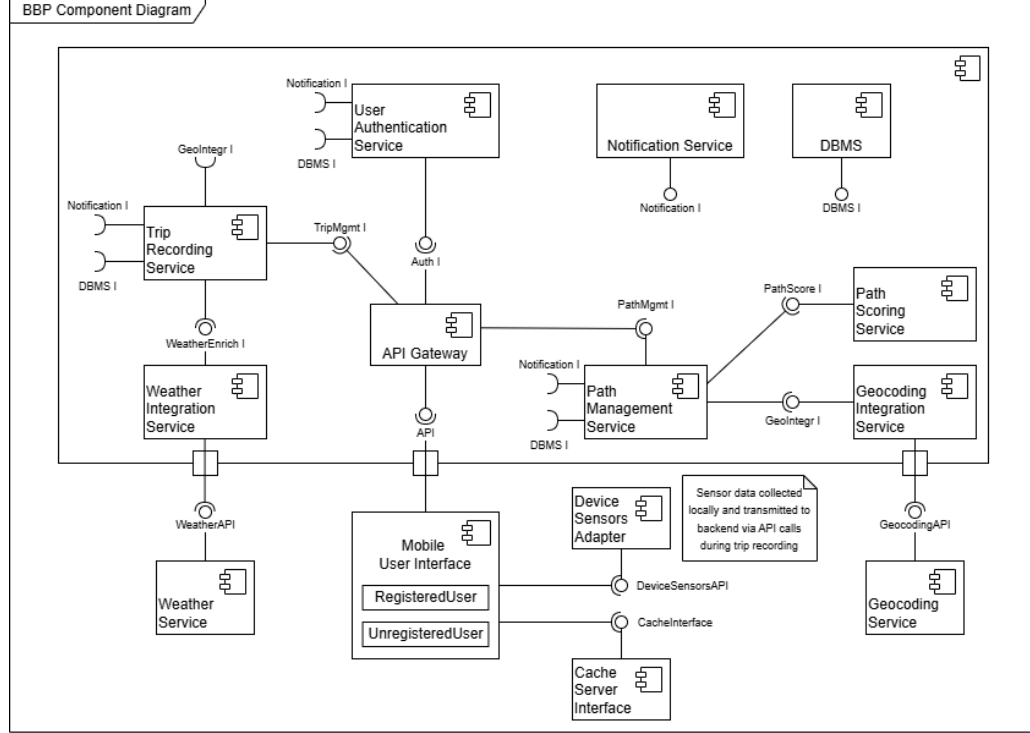 BBP Component Diagram
Notification I
DBMS I
User
Authentication
Service
Notification Service
Notification I
DBMS
DBMS I
GeoIntegr I
Notification I
DBMS I
Trip
Recording
Service
TripMgmt I
Auth I
API Gateway
PathMgmt I
PathScore I
Path
Scoring
Service
WeatherEnrich I
Weather
Integration
Service
API
Notification I
DBMS I
Path
Management
Service
GeoIntegr I
Geocoding
Integration
Service
WeatherAPI
Weather
Service
Mobile
User Interface
RegisteredUser
UnregisteredUser
Device
Sensors
Adapter
Sensor data collected
locally and transmitted to
backend via API calls
during trip recording
DeviceSensorsAPI
CacheInterface
Cache
Server
Interface
GeocodingAPI
Geocoding
Service